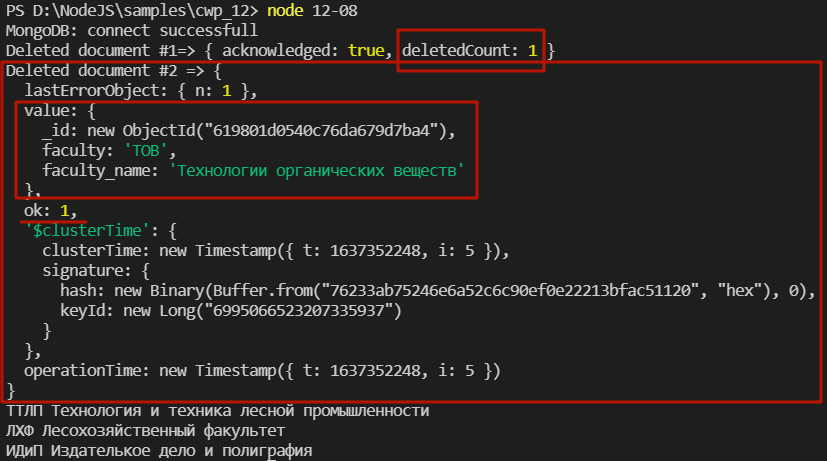 PS D:\NodeJS\samples\cwp_12> node 12-08
MongoDB: connect successfull
Deleted document #1=> { acknowledged: true, deletedCount: 1 }
Deleted document #2 => {
  lastErrorObject: { n: 1 },
  value: {
    _id: new ObjectId("619801d0540c76da679d7ba4"),
    faculty: 'ТОВ',
    faculty_name: 'Технологии органических веществ'
  },
  ok: 1,
  '$clusterTime': {
    clusterTime: new Timestamp({ t: 1637352248, i: 5 }),
    signature: {
      hash: new Binary(Buffer.from("76233ab75246e6a52c6c90ef0e22213bfac51120", "hex"), 0),
      keyId: new Long("6995066523207335937")
    }
  },
  operationTime: new Timestamp({ t: 1637352248, i: 5 })
}
ТТЛП Технология и техника лесной промышленности
ЛХФ Лесохозяйственный факультет
ИДиП Издателькое дело и полиграфия